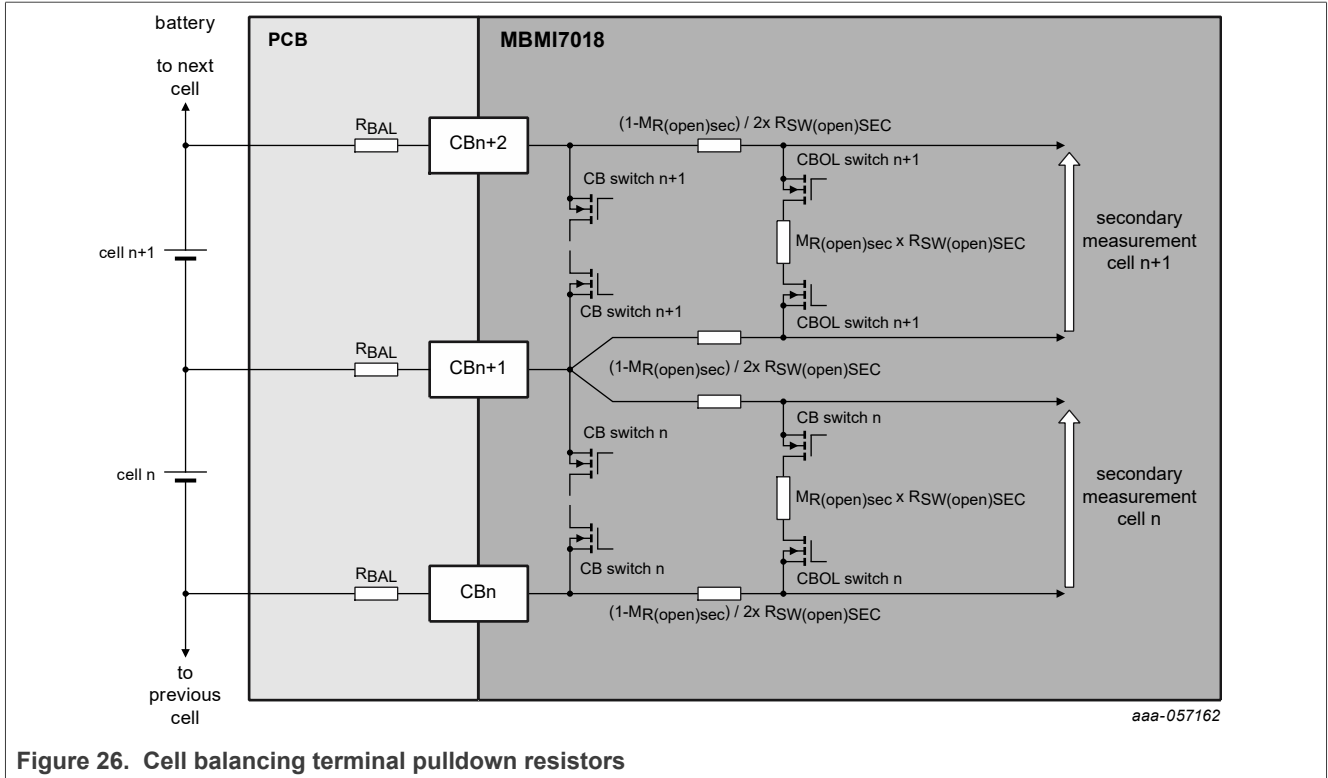 battery
PCB
MBMI7018
to next
cell
RBAL
CBn+2
(1-MR(open)sec) / 2x RSW(open)SEC
CBOL switch n+1
CB switch n+1
cell n+1
MR(open)sec x RSW(open)SEC
secondary
measurement
cell n+1
CB switch n+1
CBOL switch n+1
RBAL
CBn+1
(1-MR(open)sec) / 2x RSW(open)SEC
CB switch n
CB switch n
cell n
MR(open)sec x RSW(open)SEC
secondary
measurement
cell n
CB switch n
CBOL switch n
RBAL
CBn
(1-MR(open)sec) / 2x RSW(open)SEC
to
previous
cell
aaa-057162
Figure 26. Cell balancing terminal pulldown resistors